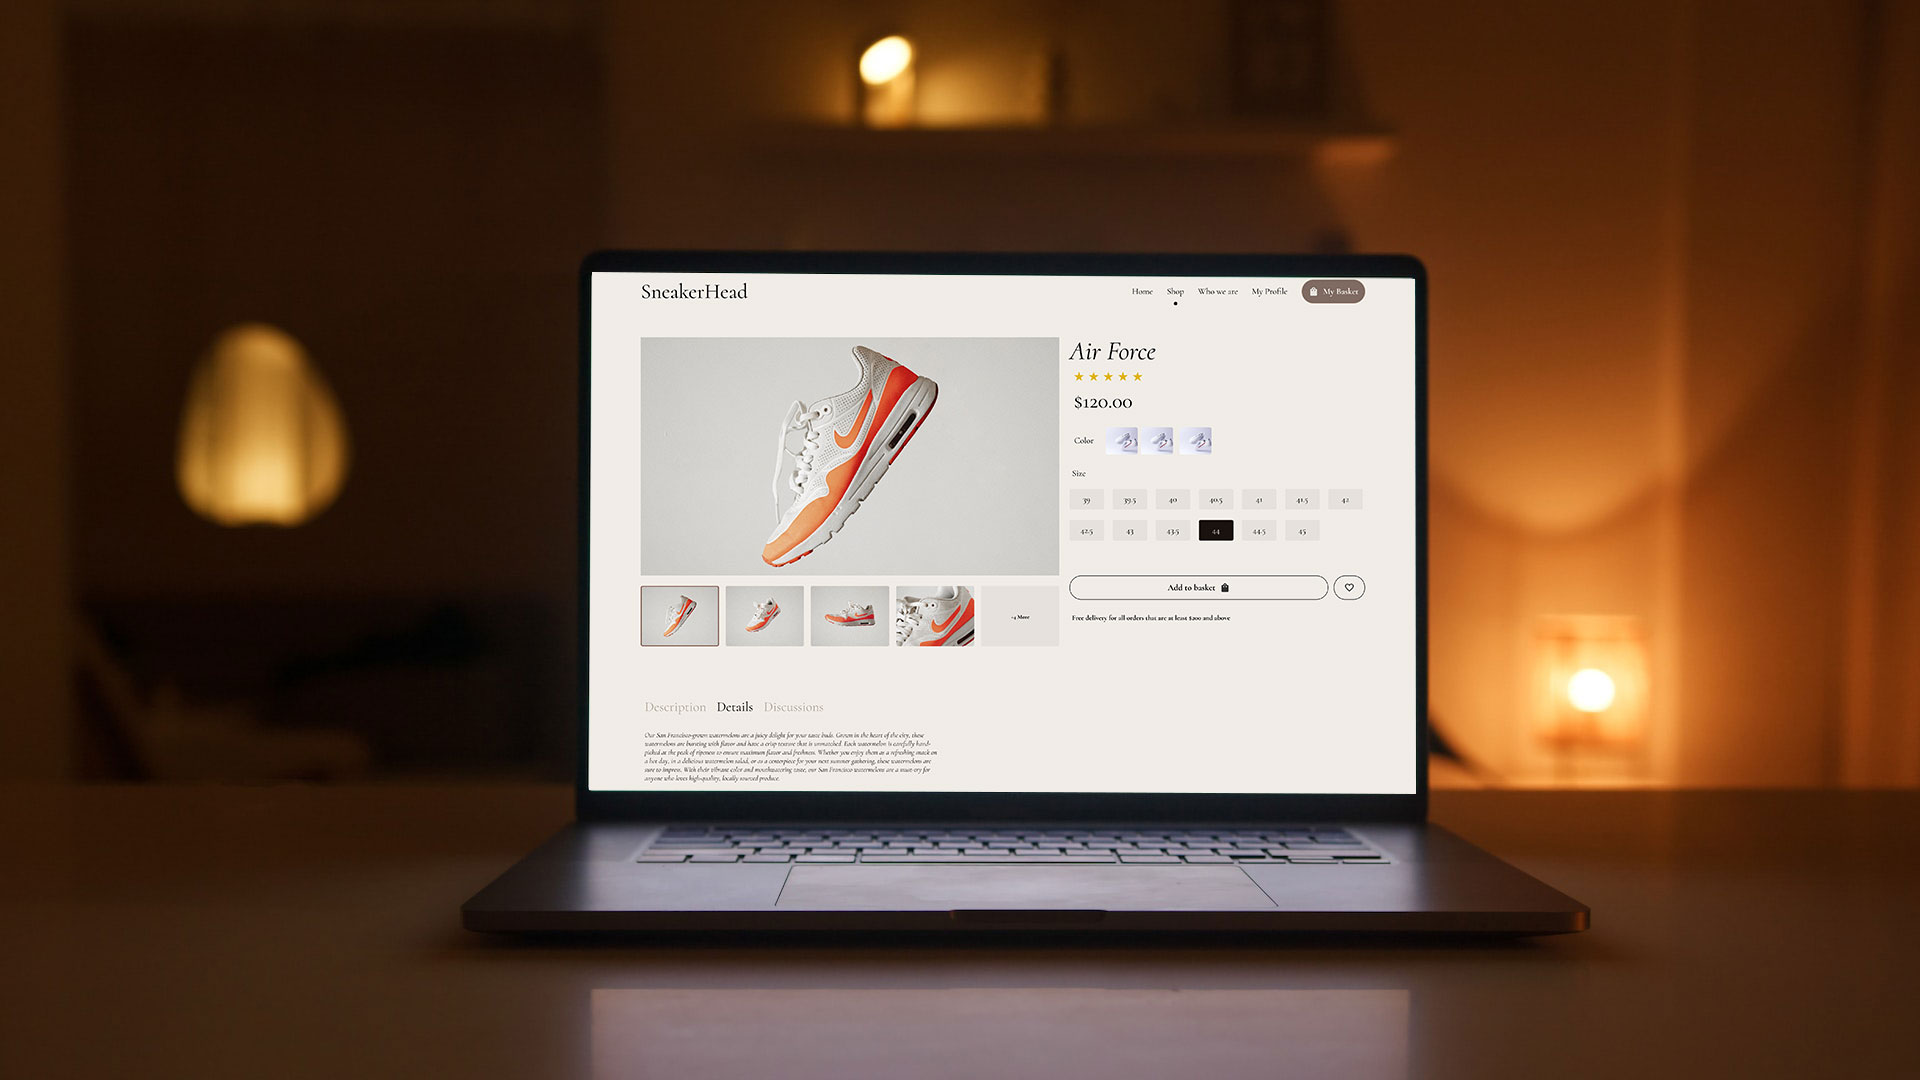 SneakerHead
Home Shop Who we are My Profile My Basket
Air Force
$120.00
Color
Size
39 39.5 40 40.5 41 41.5 42
42.5 43 43.5 44 44.5 45
Add to basket
Free delivery for all orders that are at least $200 and above
+4 More
Description Details Discussions
Our San Francisco-grown watermelons are a juicy delight for your taste buds. Grown in the heart of the city, these
watermelons are bursting with flavor and have a crisp texture that is unmatched. Each watermelon is carefully hand-
picked at the peak of ripeness to ensure maximum flavor and freshness. Whether you enjoy them as a refreshing snack on
a hot day, in a delicious watermelon salad, or as a centerpiece for your next summer gathering, these watermelons are
sure to impress. With their vibrant color and mouthwatering taste, our San Francisco watermelons are a must-try for
anyone who loves high-quality, locally sourced produce.